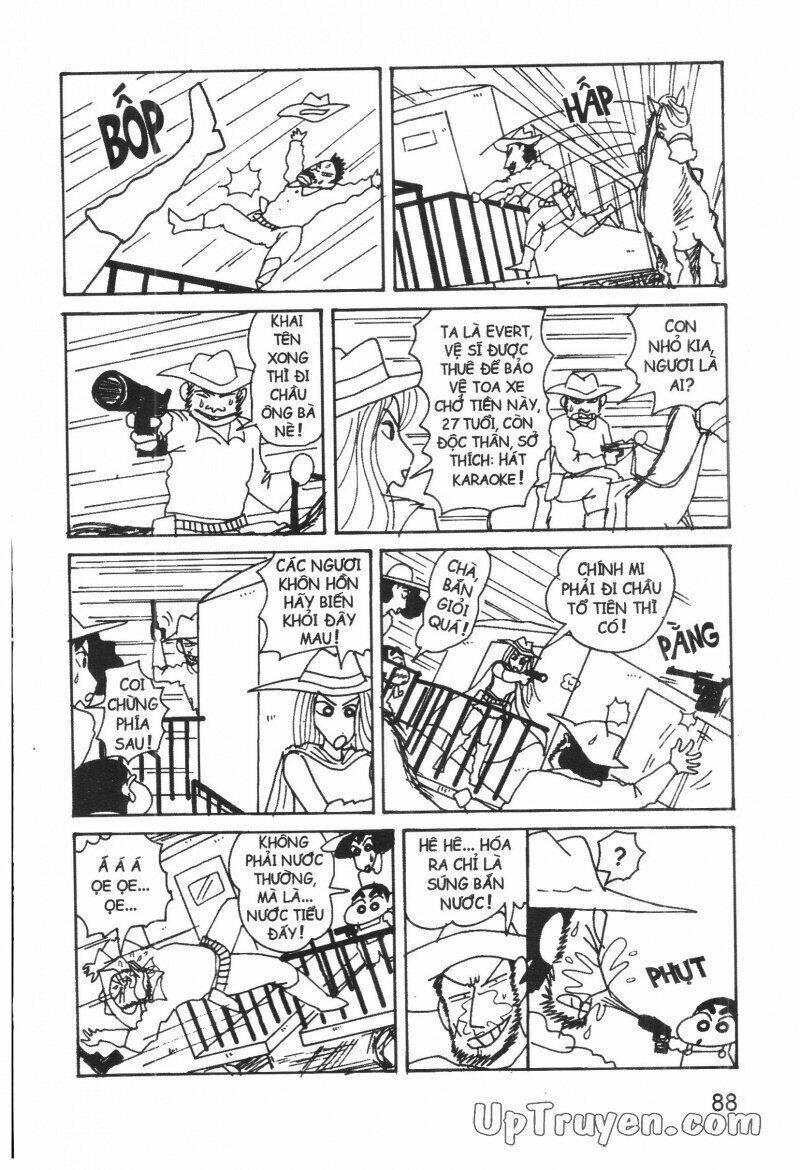 HẤP
BỐP
CON
NHỎ KIA,
NGƯƠI LÀ
AI?
TA LÀ EVERT,
VỆ SĨ ĐƯỢC
THUÊ ĐỂ BẢO
VỆ TOA XE
CHỞ TIỀN NÀY,
27 TUỔI, CÒN
ĐỘC THÂN, SỞ
THÍCH: HÁT
KARAOKE!
KHAI
TÊN
XONG
THÌ ĐI
CHẦU
ÔNG BÀ
NÈ!
CHÍNH MI
PHẢI ĐI CHẦU
TỔ TIÊN THÌ
CÓ!
PẰNG
CHÀ,
BẮN
GIỎI
QUÁ!
CÁC NGƯƠI
KHÔN HỒN
HÃY BIẾN
KHỎI ĐÂY
MAU!
COI
CHỪNG
PHÍA
SAU!
?
PHỤT
HÊ HÊ... HÓA
RA CHỈ LÀ
SÚNG BẮN
NƯỚC!
KHÔNG
PHẢI NƯỚC
THƯỜNG,
MÀ LÀ...
NƯỚC TIỂU
ĐẤY!
Á Á Á
ỌE ỌE...
ỌE...
88
UPTRUYEN.COM